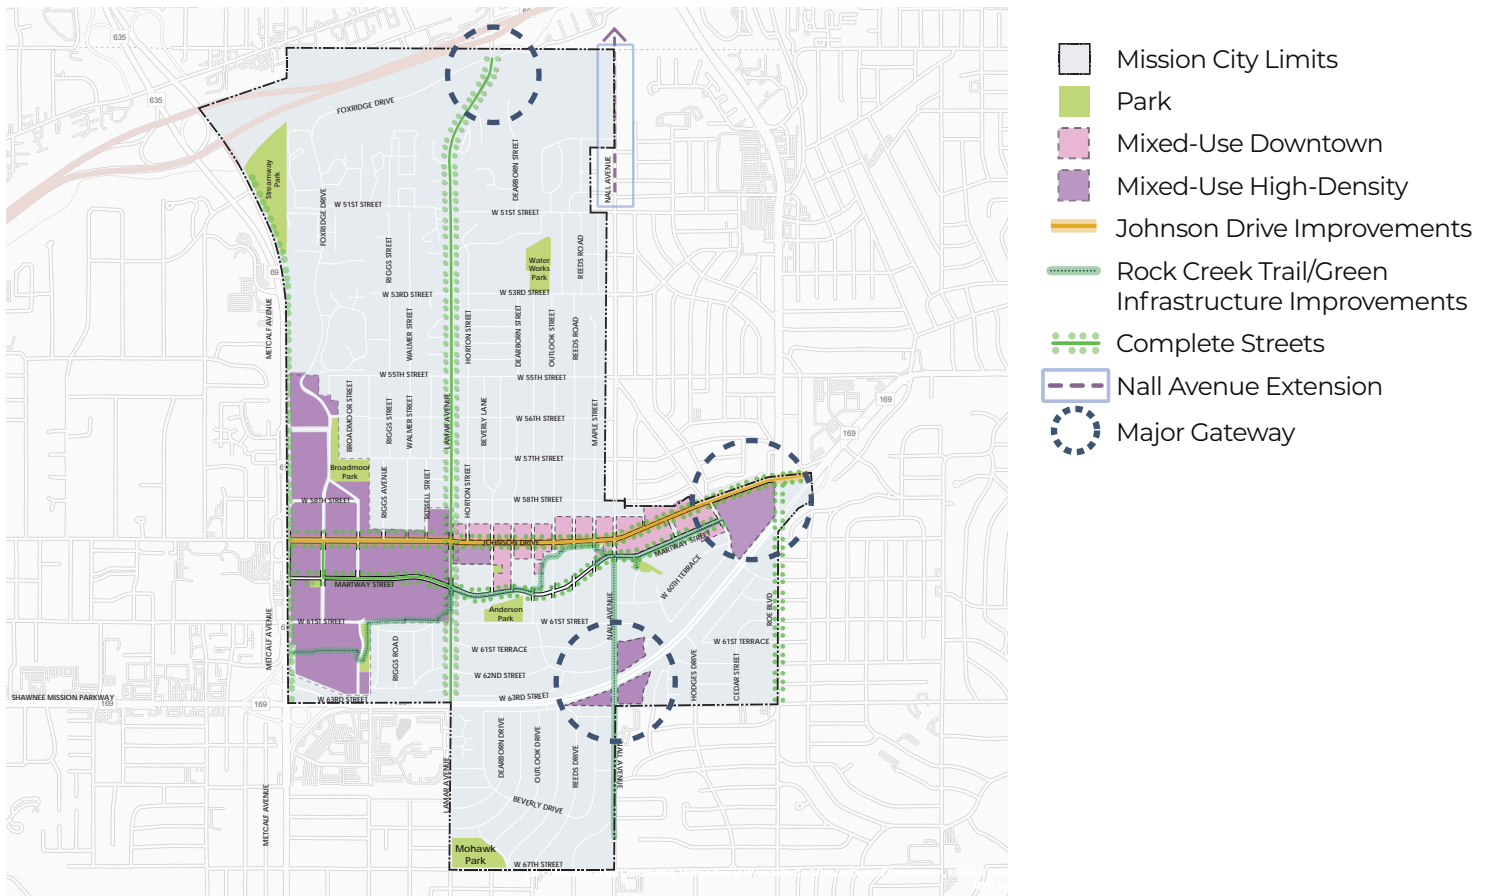 635
635
69
169
169
169
169
6
6
FOXRIDGE DRIVE
Streamway
Park
FOXRIDGE DRIVE
W 51ST STREET
DEARBORN STREET
W 51ST STREET
NALL AVENUE
RIGGS STREET
Water
Works
Park
REEDS ROAD
W 53RD STREET
W 53RD STREET
METCALF AVENUE
WALMER STREET
HORTON STREET
DEARBORN STREET
OUTLOOK STREET
REEDS ROAD
W 55TH STREET
W 55TH STREET
BROADMOOR STREET
RIGGS STREET
WALMER STREET
LAMAR AVENUE
BEVERLY LANE
W 56TH STREET
MAPLE STREET
W 57TH STREET
Broadmoor
Park
RIGGS AVENUE
RUSSELL STREET
HORTON STREET
W 58TH STREET
W 58TH STREET
JOHNSON DRIVE
MARTWAY STREET
MARTWAY STREET
W 60TH TERRACE
Andersen
Park
NALL AVENUE
ROE BLVD
METCALF AVENUE
W 61ST STREET
W 61ST STREET
RIGGS ROAD
W 61ST TERRACE
W 61ST TERRACE
W 62ND STREET
HODGES DRIVE
CEDAR STREET
SHAWNEE MISSION PARKWAY
W 63RD STREET
W 63RD STREET
DEARBORN DRIVE
OUTLOOK DRIVE
REEDS DRIVE
NALL AVENUE
LAMAR AVENUE
METCALF AVENUE
BEVERLY DRIVE
Mohawk
Park
W 67TH STREET
Mission City Limits
Park
Mixed-Use Downtown
Mixed-Use High-Density
Johnson Drive Improvements
Rock Creek Trail/Green
Infrastructure Improvements
Complete Streets
Nall Avenue Extension
Major Gateway